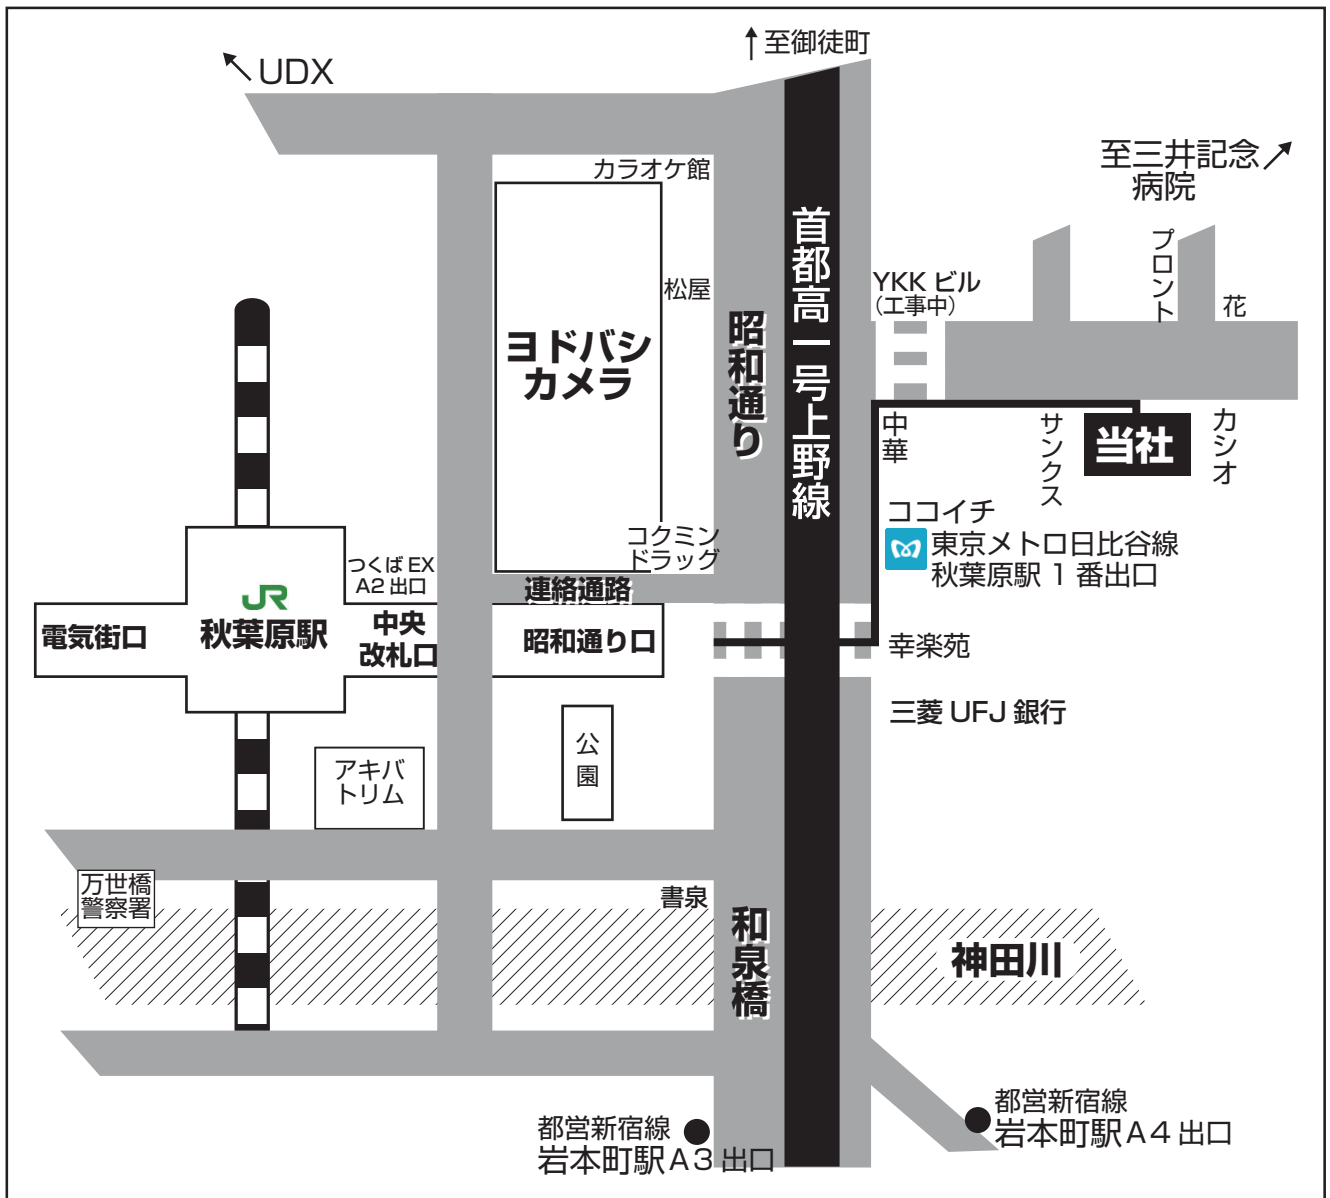 至御徒町
UDX
カラオケ館
至三井記念
病院
首都高一号上野線
プロント
松屋
YKK ビル
(工事中)
花
昭和通り
ヨドバシ
カメラ
中華
サンクス
当社
カシオ
ココイチ
コクミン
ドラッグ
東京メトロ日比谷線
秋葉原駅 1 番出口
つくば EX
A2 出口
連絡通路
JR
秋葉原駅
電気街口
中央
改札口
昭和通り口
幸楽苑
三菱 UFJ 銀行
公園
アキバ
トリム
万世橋
警察署
書泉
和泉橋
神田川
都営新宿線
岩本町駅 A4 出口
都営新宿線
岩本町駅 A3 出口